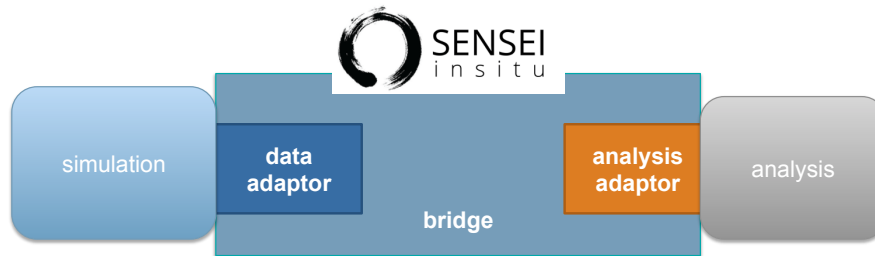 SENSEI
insitu
simulation
data
adaptor
bridge
analysis
adaptor
analysis